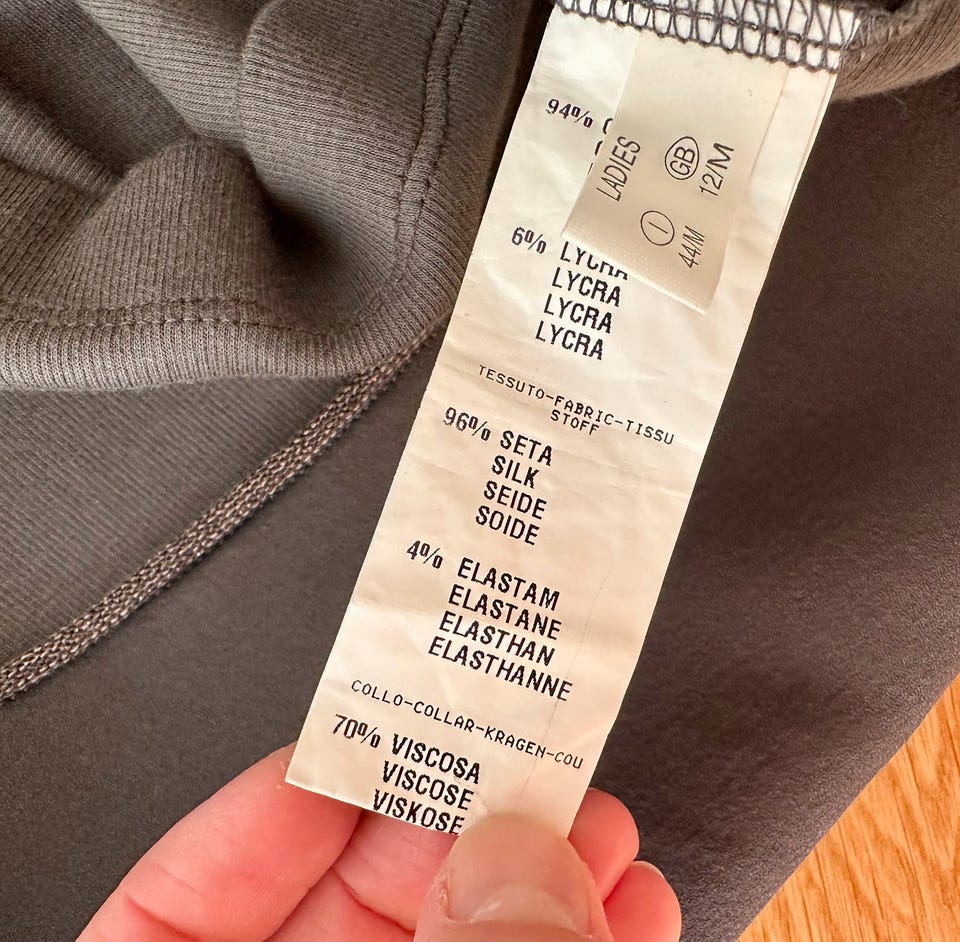 94%
LADIES
GB
12/M
I
44/M
6% LYCRA
LYCRA
LYCRA
LYCRA
TESSUTO-FABRIC-TISSU
STOFF
96% SETA
SILK
SEIDE
SOIDE
4% ELASTAM
ELASTANE
ELASTHAN
ELASTHANNE
COLLO-COLLAR-KRAGEN-COU
70% VISCOSA
VISCOSE
VISKOSE